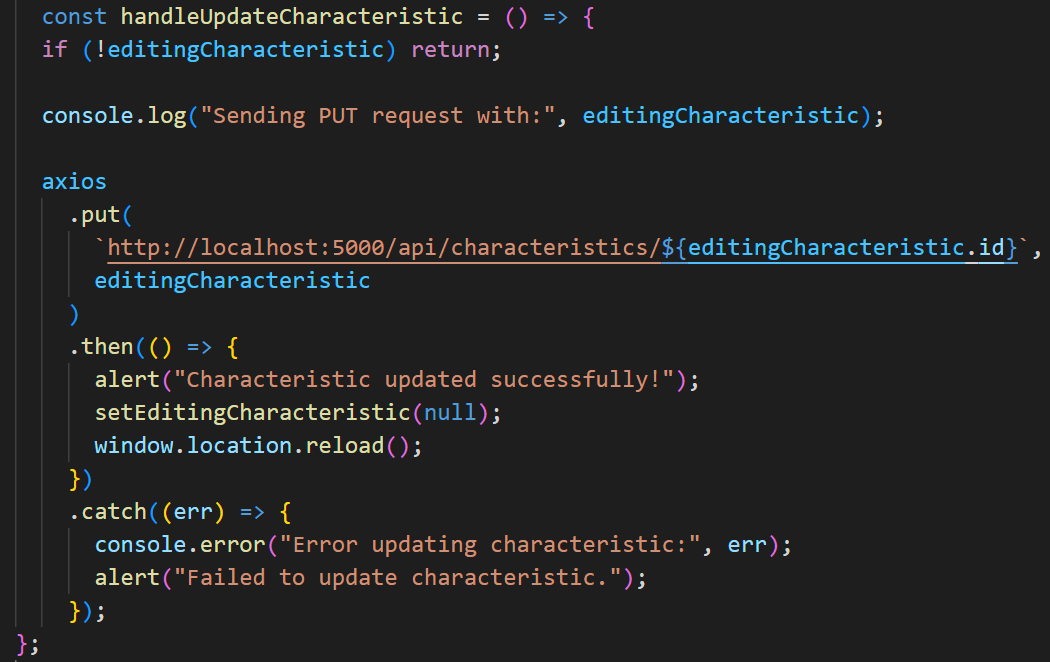 const handleUpdateCharacteristic = () => {
if (!editingCharacteristic) return;
console.log("Sending PUT request with:", editingCharacteristic);
axios
.put(
`http://localhost:5000/api/characteristics/${editingCharacteristic.id}`,
editingCharacteristic
)
.then(() => {
alert("Characteristic updated successfully!");
setEditingCharacteristic(null);
window.location.reload();
})
.catch((err) => {
console.error("Error updating characteristic:", err);
alert("Failed to update characteristic.");
});
};